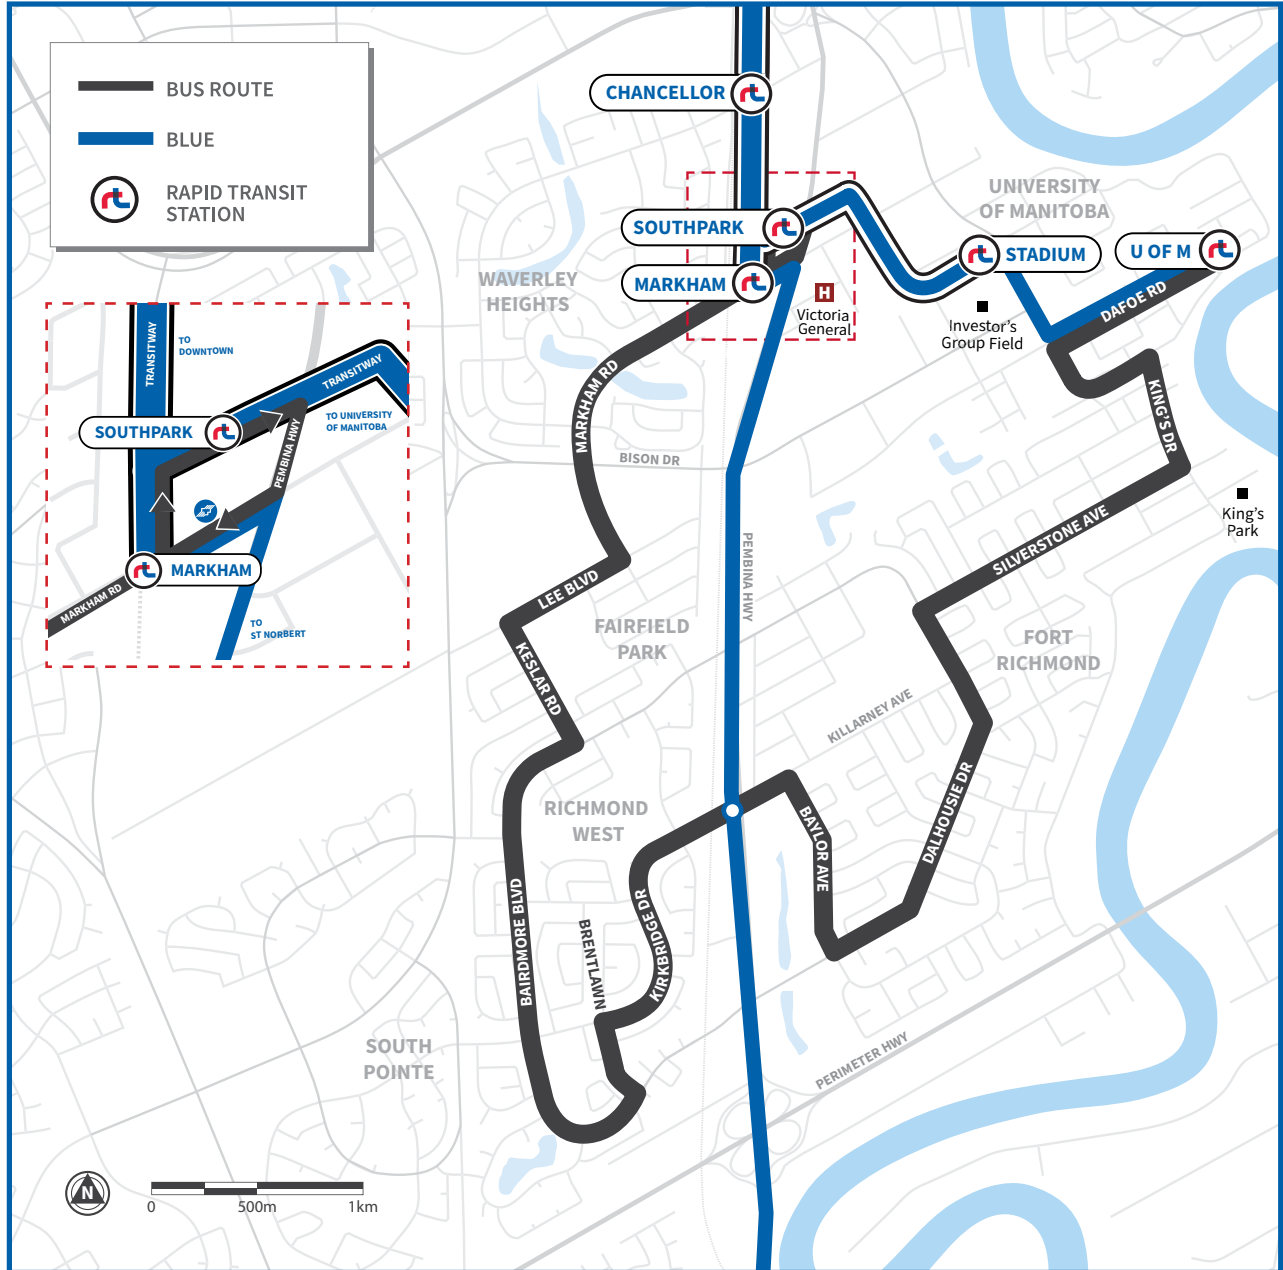 BUS ROUTE
BLUE
RAPID TRANSIT
STATION
CHANCELLOR
SOUTHPARK
MARKHAM
STADIUM
U OF M
UNIVERSITY
OF MANITOBA
DAFOE RD
H
Victoria
General
Investor's
Group Field
WAVERLEY
HEIGHTS
MARKHAM RD
BISON DR
KING'S DR
King's
Park
SILVERSTONE AVE
PEMBINA HWY
LEE BLVD
FAIRFIELD
PARK
KESLAR RD
FORT
RICHMOND
KILLARNEY AVE
RICHMOND
WEST
BAYLOR AVE
DALHOUSIE DR
BAIRDMORE BLVD
BRENTLAWN
KIRKBRIDGE DR
SOUTH
POINTE
PERIMETER HWY
TRANSITWAY
TO
DOWNTOWN
TRANSITWAY
SOUTHPARK
TO UNIVERSITY
OF MANITOBA
PEMBINA HWY
MARKHAM
MARKHAM RD
TO
ST NORBERT
N
0 500m 1km